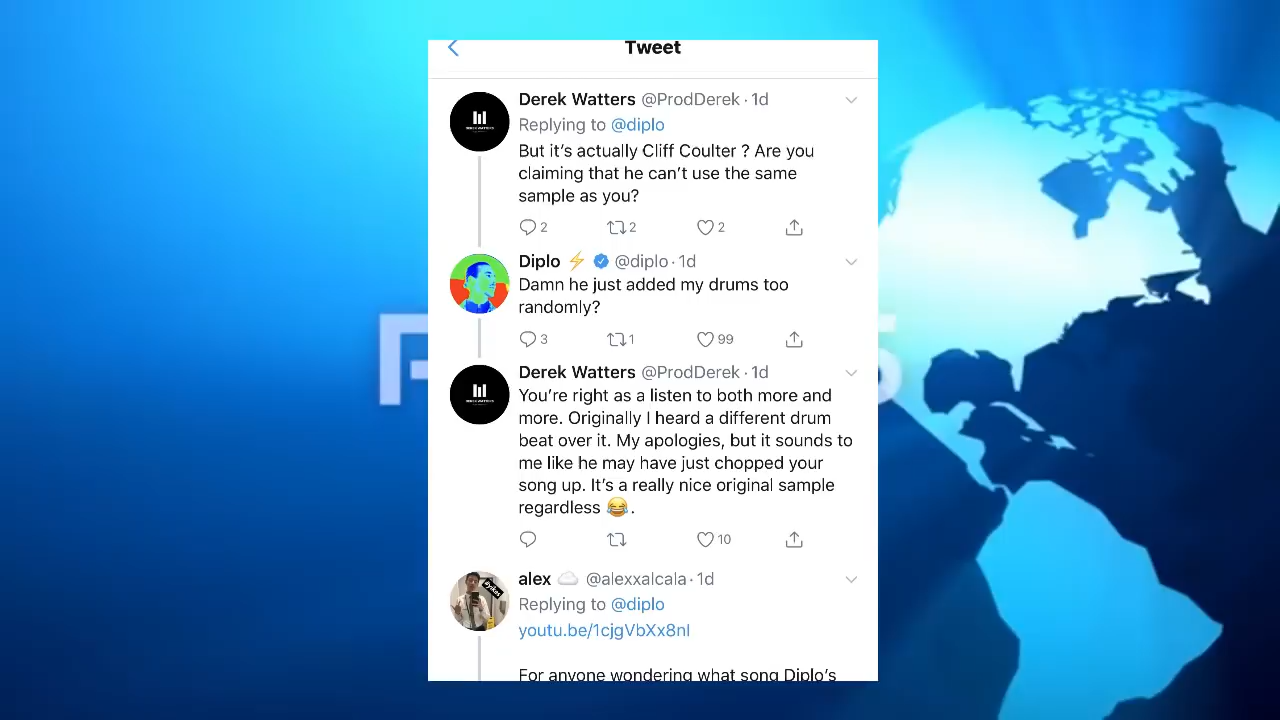 Tweet
Derek Watters @ProdDerek · 1d
Replying to @diplo
But it's actually Cliff Coulter ? Are you
claiming that he can't use the same
sample as you?
2 2 2
Diplo ⚡ @diplo · 1d
Damn he just added my drums too
randomly?
3 1 99
Derek Watters @ProdDerek · 1d
You're right as a listen to both more and
more. Originally I heard a different drum
beat over it. My apologies, but it sounds to
me like he may have just chopped your
song up. It's a really nice original sample
regardless 😂.
10
alex ☁️ @alexxalcala · 1d
Replying to @diplo
youtu.be/1cjgVbXx8nI
For anyone wondering what song Diplo's